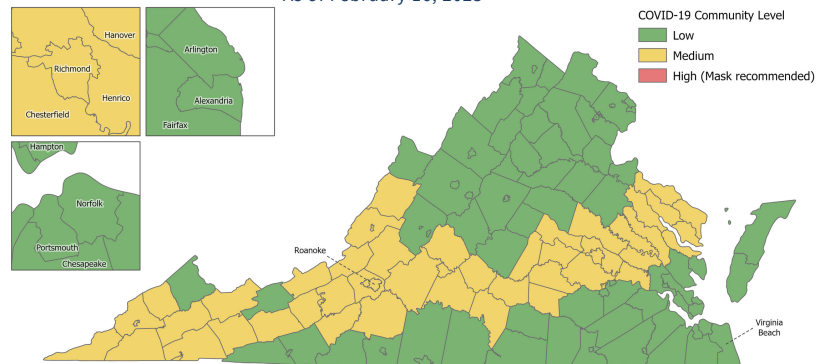 COVID-19 Community Level
Low
Medium
High (Mask recommended)
Hanover
Richmond
Henrico
Chesterfield
Arlington
Alexandria
Fairfax
Hampton
Norfolk
Portsmouth
Chesapeake
Roanoke
Virginia
Beach